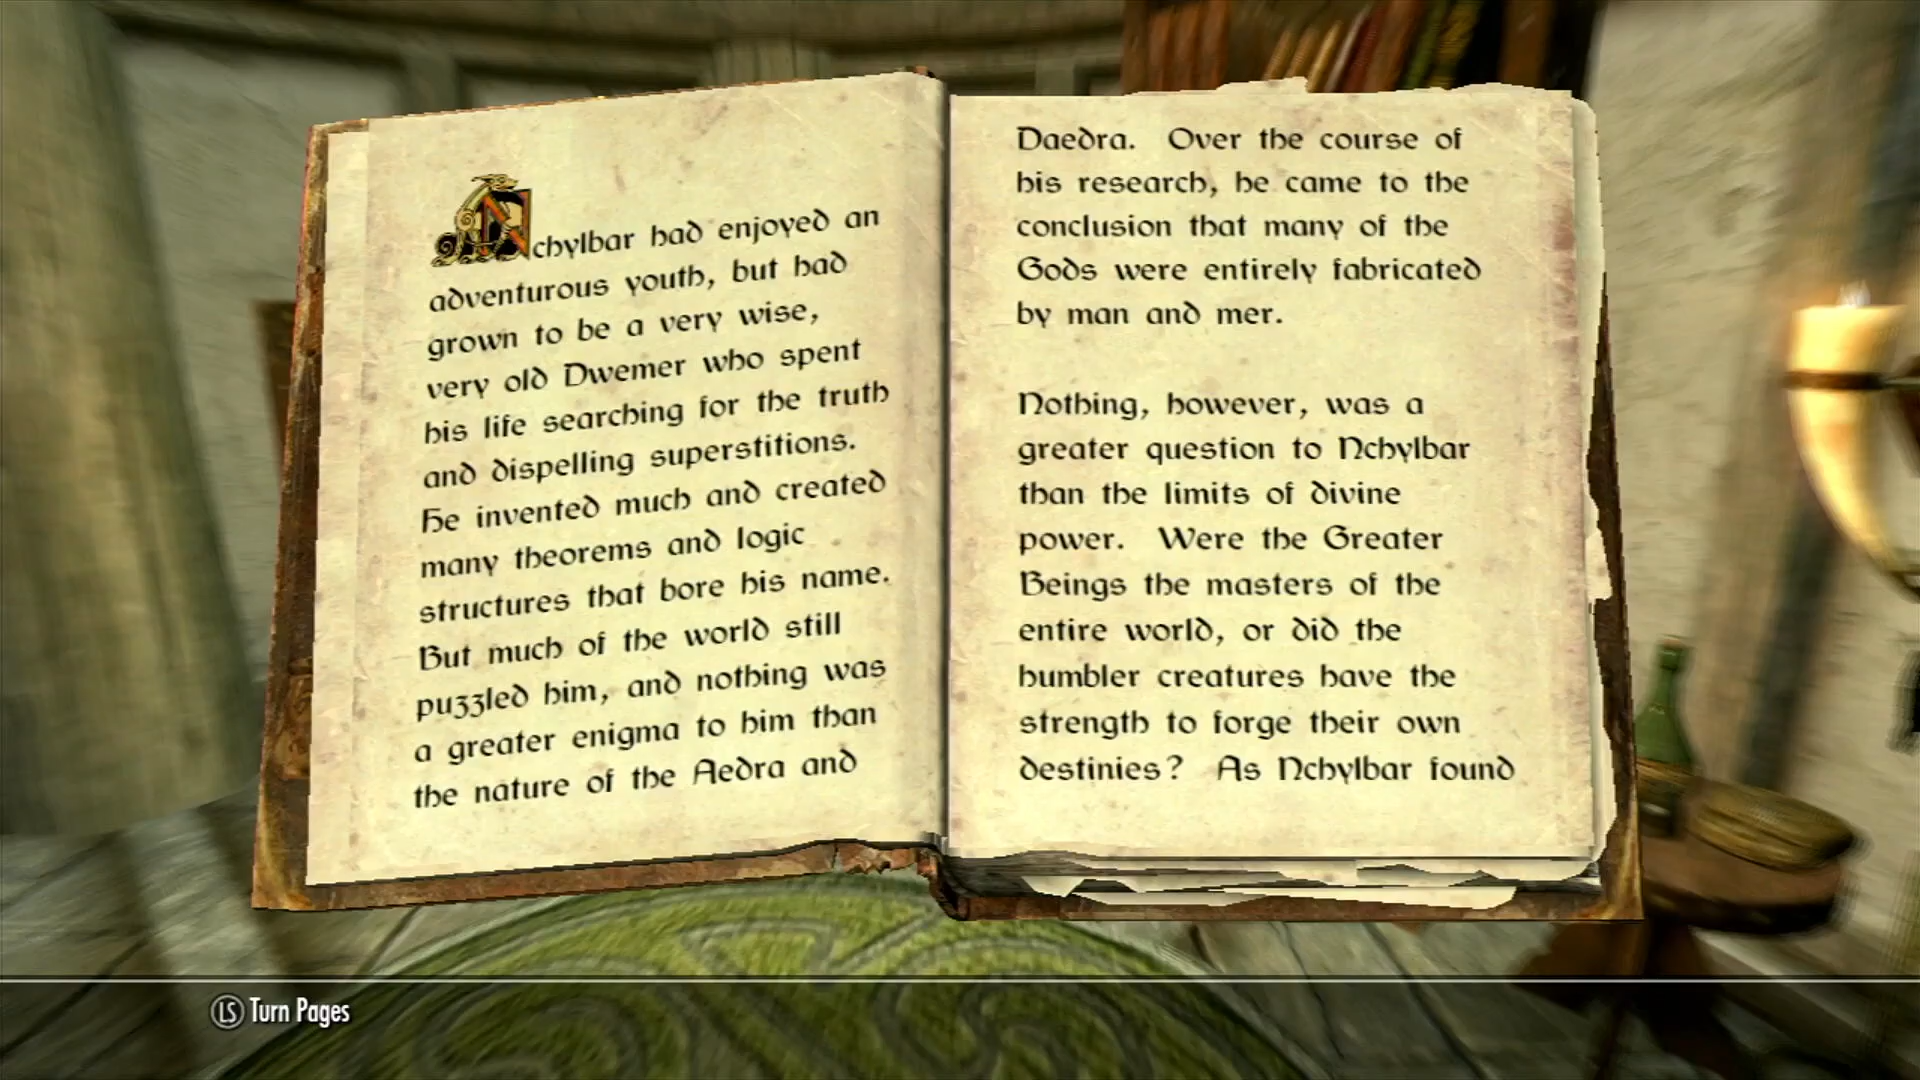 Nchylbar had enjoyed an
adventurous youth, but had
grown to be a very wise,
very old Dwemer who spent
his life searching for the truth
and dispelling superstitions.
He invented much and created
many theorems and logic
structures that bore his name.
But much of the world still
puzzled him, and nothing was
a greater enigma to him than
the nature of the Aedra and
Daedra. Over the course of
his research, he came to the
conclusion that many of the
Gods were entirely fabricated
by man and mer.
Nothing, however, was a
greater question to Nchylbar
than the limits of divine
power. Were the Greater
Beings the masters of the
entire world, or did the
humbler creatures have the
strength to forge their own
destinies? As Nchylbar found
LS Turn Pages